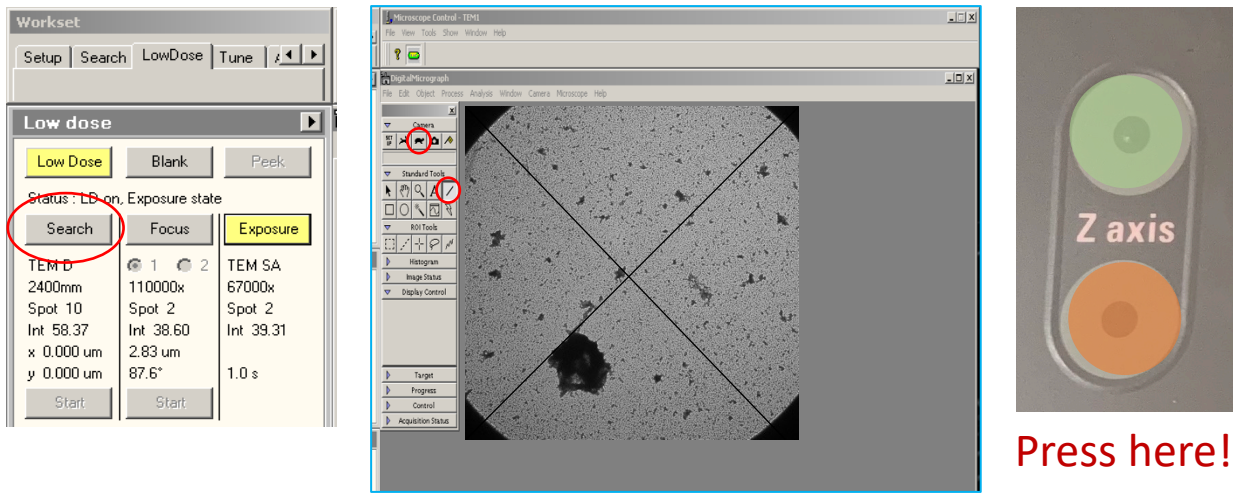 Workset
Setup Search LowDose Tune
Low dose
Low Dose Blank Peek
Status : LD on, Exposure state
Search Focus Exposure
TEM D 1 2 TEM SA
2400mm 110000x 67000x
Spot 10 Spot 2 Spot 2
Int 58.37 Int 38.60 Int 39.31
x 0.000 um 2.83 um
y 0.000 um 87.6° 1.0 s
Start Start
Microscope Control - TEM1
File View Tools Show Window Help
DigitalMicrograph
File Edit Object Process Analysis Window Camera Microscope Help
Camera
SET UP
Standard Tools
A
ROI Tools
Histogram
Image Status
Display Control
Target
Progress
Control
Acquisition Status
Z axis
Press here!